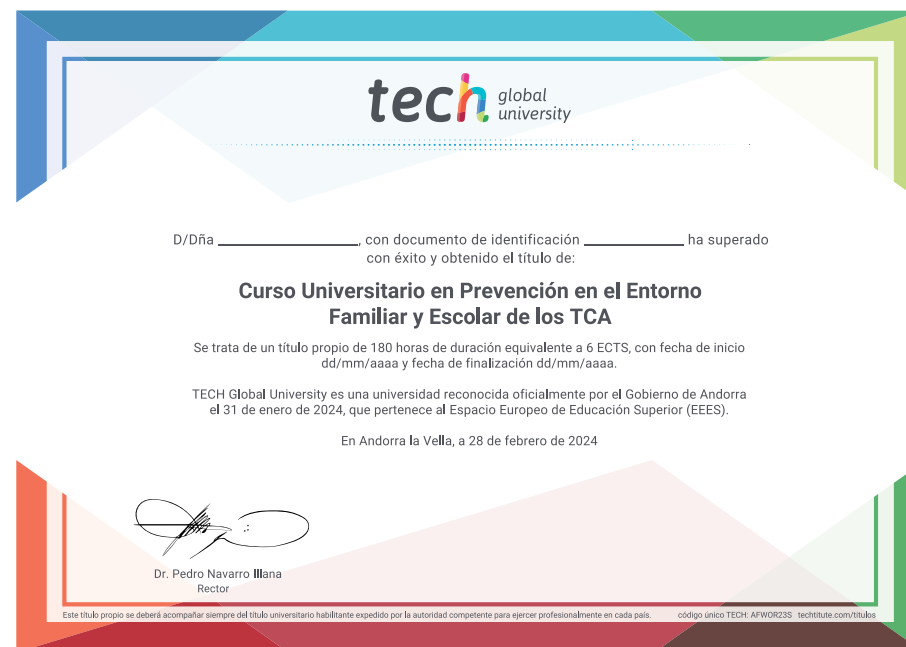 tech global university
D/Dña ____________________, con documento de identificación ______________ ha superado
con éxito y obtenido el título de:
Curso Universitario en Prevención en el Entorno
Familiar y Escolar de los TCA
Se trata de un título propio de 180 horas de duración equivalente a 6 ECTS, con fecha de inicio
dd/mm/aaaa y fecha de finalización dd/mm/aaaa.
TECH Global University es una universidad reconocida oficialmente por el Gobierno de Andorra
el 31 de enero de 2024, que pertenece al Espacio Europeo de Educación Superior (EEES).
En Andorra la Vella, a 28 de febrero de 2024
Dr. Pedro Navarro Illana
Rector
Este título propio se deberá acompañar siempre del título universitario habilitante expedido por la autoridad competente para ejercer profesionalmente en cada país. código único TECH: AFWOR23S techtitute.com/titulos